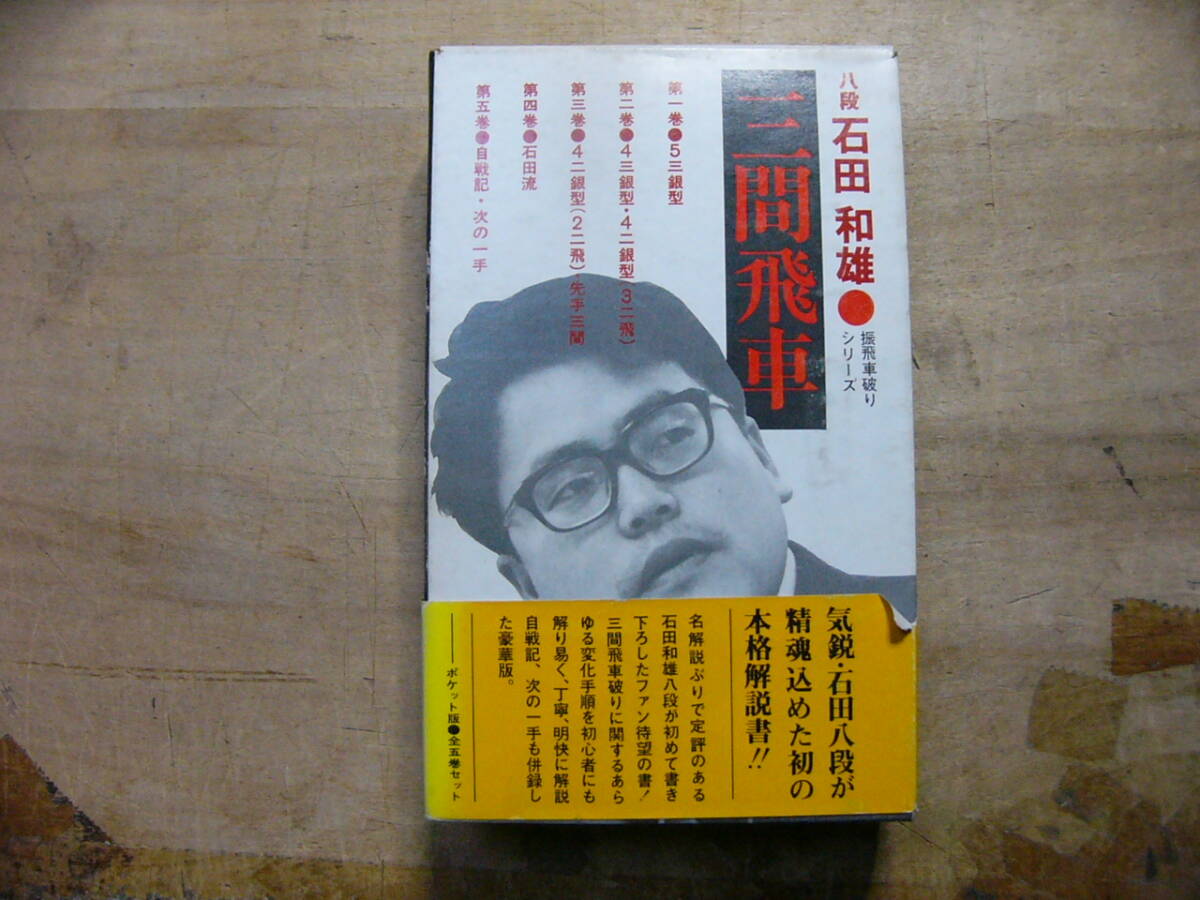 八段 石田 和雄●
振飛車破り
シリーズ
三間飛車
第一巻●5三銀型
第二巻●4三銀型・4二銀型(3二飛)
第三巻●4二銀型(2二飛)・先手三間
第四巻●石田流
第五巻●自戦記・次の一手
気鋭・石田八段が
精魂込めた初の
本格解説書!!
名解説ぶりで定評のある
石田和雄八段が初めて書き
下ろしたファン待望の書!
三間飛車破りに関するあら
ゆる変化手順を初心者にも
解り易く、丁寧、明快に解説
自戦記、次の一手も併録し
た豪華版。
ポケット版●全五巻セット